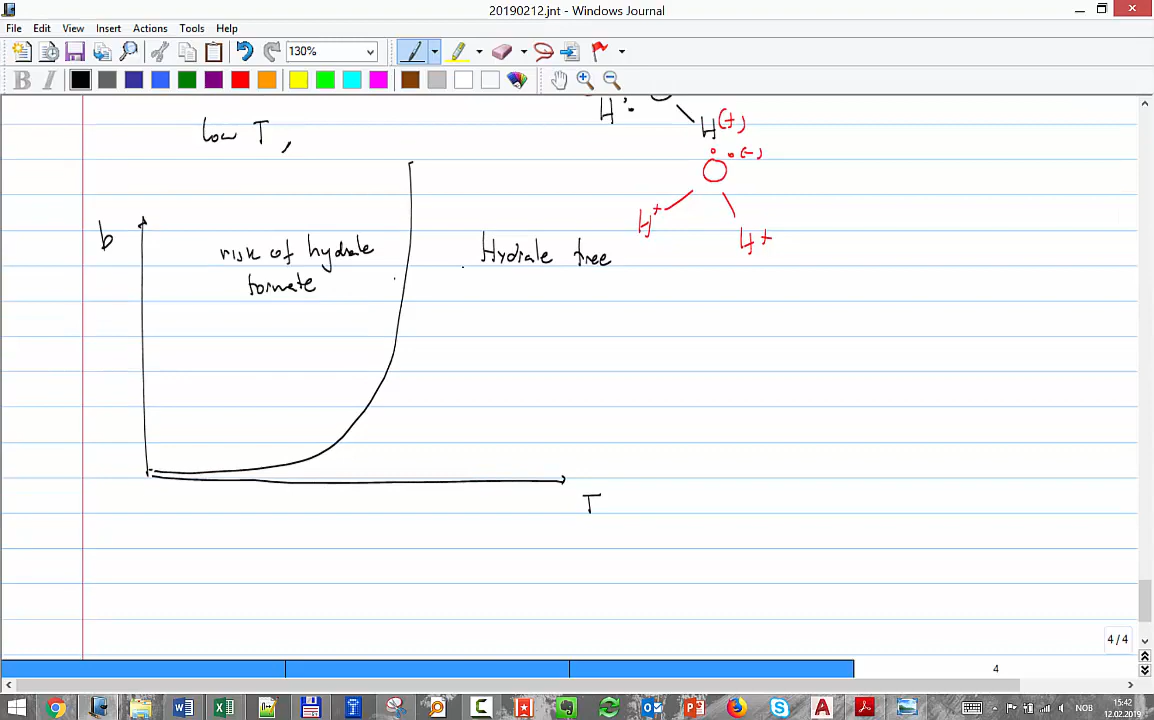 20190212.jnt - Windows Journal
File Edit View Insert Actions Tools Help
130%
B I
H
H(+)
low T,
(-)
O
H+
H+
risk of hydrate
formate
Hydrate free
T
4 / 4
4
NOB
15:42
12.02.2019